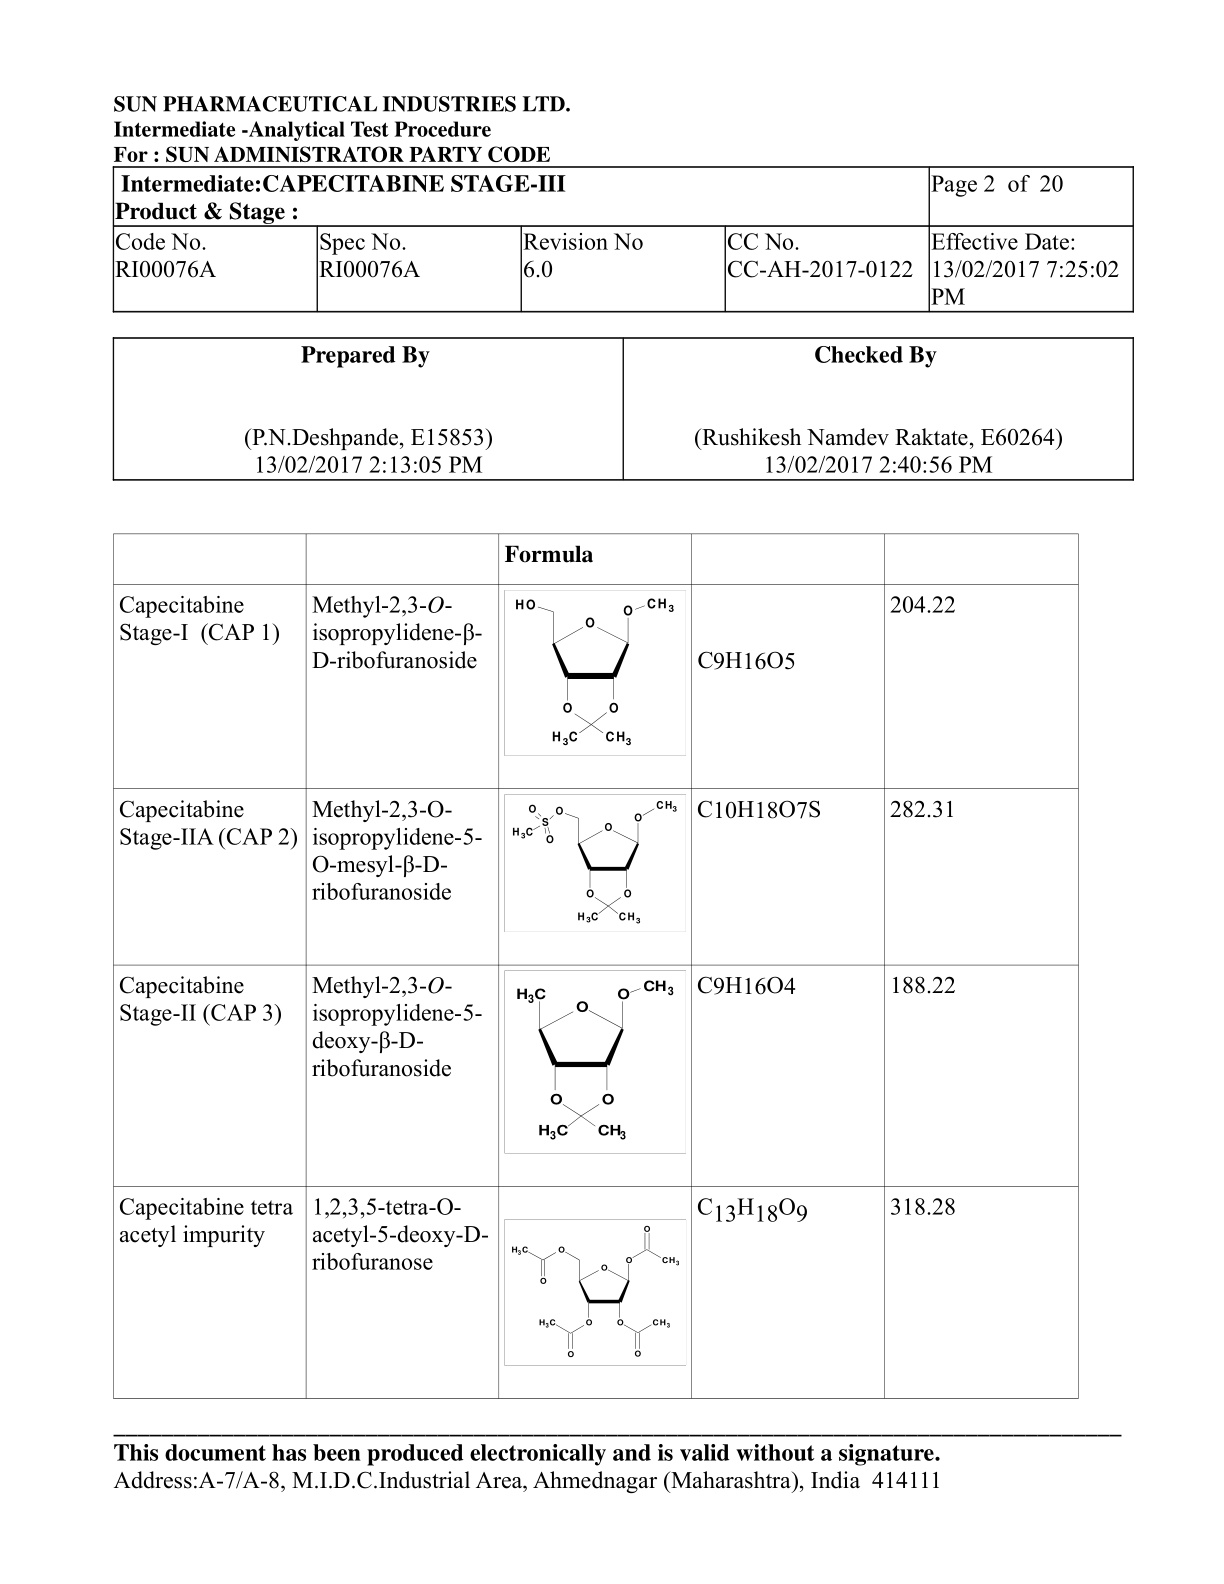 SUN PHARMACEUTICAL INDUSTRIES LTD.
Intermediate -Analytical Test Procedure
For : SUN ADMINISTRATOR PARTY CODE
Intermediate:CAPECITABINE STAGE-III
Product & Stage :
Page 2 of 20
Code No.
RI00076A
Spec No.
RI00076A
Revision No
6.0
CC No.
CC-AH-2017-0122
Effective Date:
13/02/2017 7:25:02
PM
Prepared By
(P.N.Deshpande, E15853)
13/02/2017 2:13:05 PM
Checked By
(Rushikesh Namdev Raktate, E60264)
13/02/2017 2:40:56 PM
Formula
Capecitabine
Stage-I (CAP 1)
Methyl-2,3-O-
isopropylidene-β-
D-ribofuranoside
HO
O
O
CH3
O
O
H3C
CH3
C9H16O5
204.22
Capecitabine
Stage-IIA (CAP 2)
Methyl-2,3-O-
isopropylidene-5-
O-mesyl-β-D-
ribofuranoside
O
O
CH3
S
O
H3C
O
O
O
O
H3C
CH3
C10H18O7S
282.31
Capecitabine
Stage-II (CAP 3)
Methyl-2,3-O-
isopropylidene-5-
deoxy-β-D-
ribofuranoside
H3C
O
O
CH3
O
O
H3C
CH3
C9H16O4
188.22
Capecitabine tetra
acetyl impurity
1,2,3,5-tetra-O-
acetyl-5-deoxy-D-
ribofuranose
O
H3C
O
O
CH3
O
O
H3C
O
O
CH3
O
O
C13H18O9
318.28
This document has been produced electronically and is valid without a signature.
Address:A-7/A-8, M.I.D.C.Industrial Area, Ahmednagar (Maharashtra), India 414111